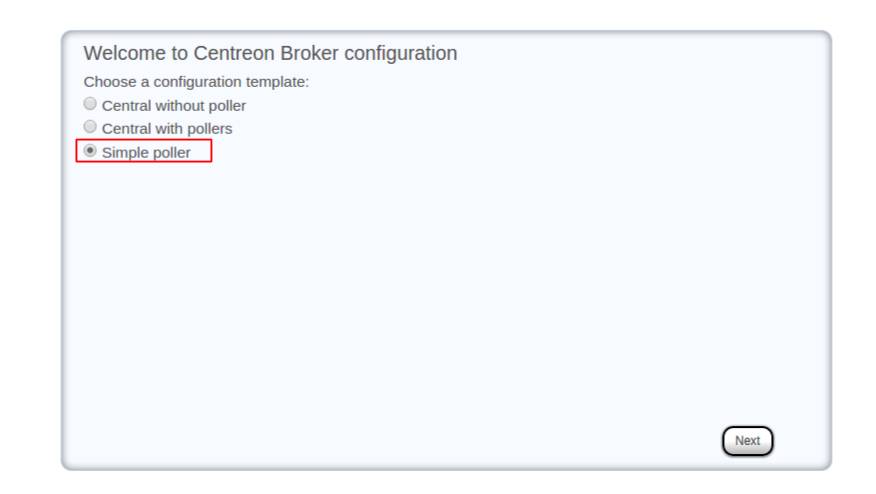 Welcome to Centreon Broker configuration
Choose a configuration template:
Central without poller
Central with pollers
Simple poller
Next